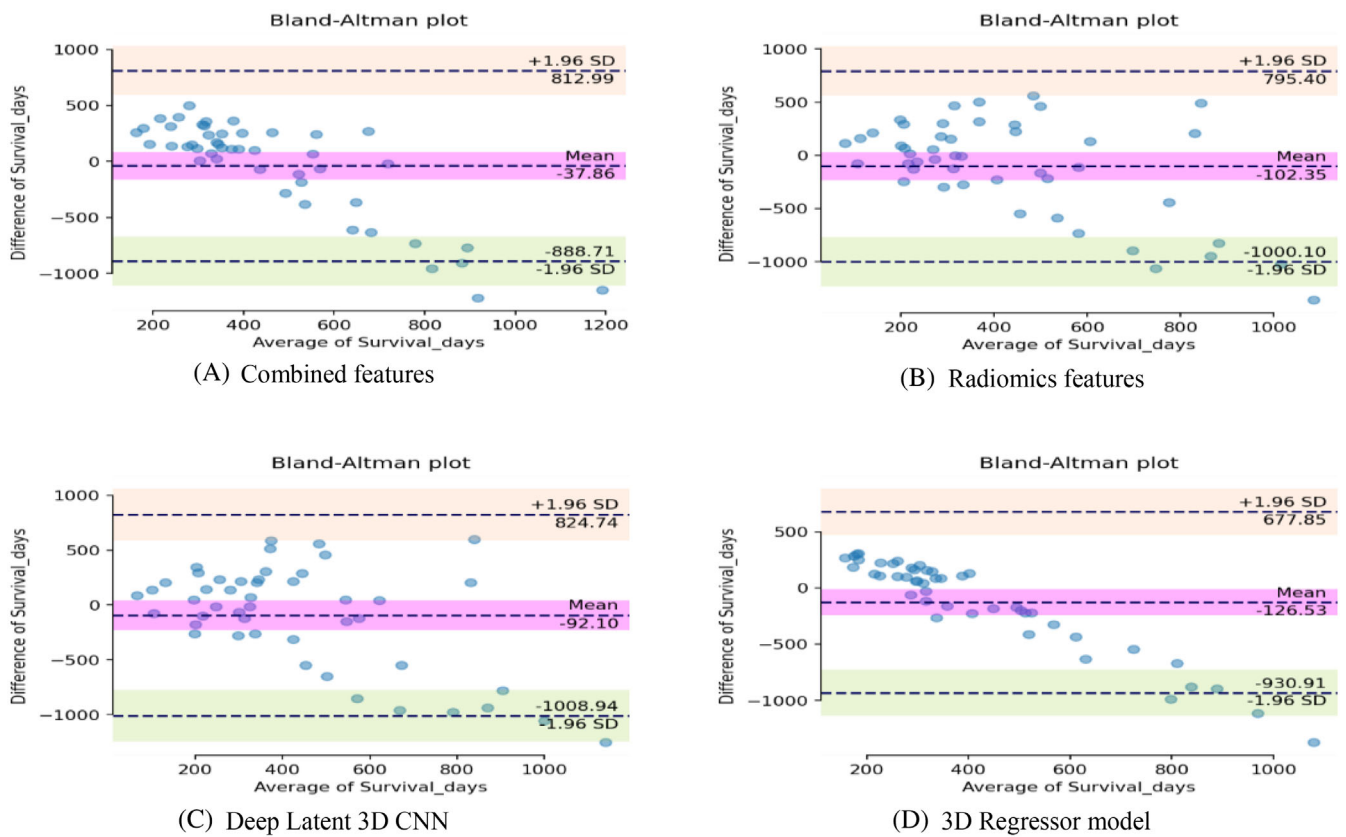 Bland-Altman plot
1000
500
0
−500
−1000
Difference of Survival_days
+1.96 SD
812.99
Mean
-37.86
-888.71
-1.96 SD
200
400
600
800
1000
1200
Average of Survival_days
(A) Combined features
Bland-Altman plot
1000
500
0
−500
−1000
Difference of Survival_days
+1.96 SD
795.40
Mean
-102.35
-1000.10
-1.96 SD
200
400
600
800
1000
Average of Survival_days
(B) Radiomics features
Bland-Altman plot
1000
500
0
−500
−1000
Difference of Survival_days
+1.96 SD
824.74
Mean
-92.10
-1008.94
-1.96 SD
200
400
600
800
1000
Average of Survival_days
(C) Deep Latent 3D CNN
Bland-Altman plot
500
0
−500
−1000
Difference of Survival_days
+1.96 SD
677.85
Mean
-126.53
-930.91
-1.96 SD
200
400
600
800
1000
Average of Survival_days
(D) 3D Regressor model